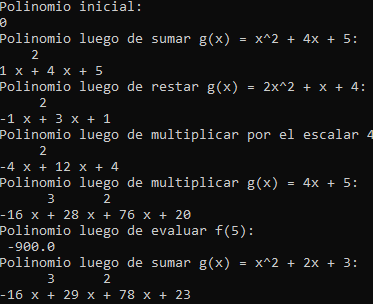 Polinomio inicial:
0
Polinomio luego de sumar g(x) = x^2 + 4x + 5:
2
1 x + 4 x + 5
Polinomio luego de restar g(x) = 2x^2 + x + 4:
2
-1 x + 3 x + 1
Polinomio luego de multiplicar por el escalar 4
2
-4 x + 12 x + 4
Polinomio luego de multiplicar g(x) = 4x + 5:
3 2
-16 x + 28 x + 76 x + 20
Polinomio luego de evaluar f(5):
-900.0
Polinomio luego de sumar g(x) = x^2 + 2x + 3:
3 2
-16 x + 29 x + 78 x + 23